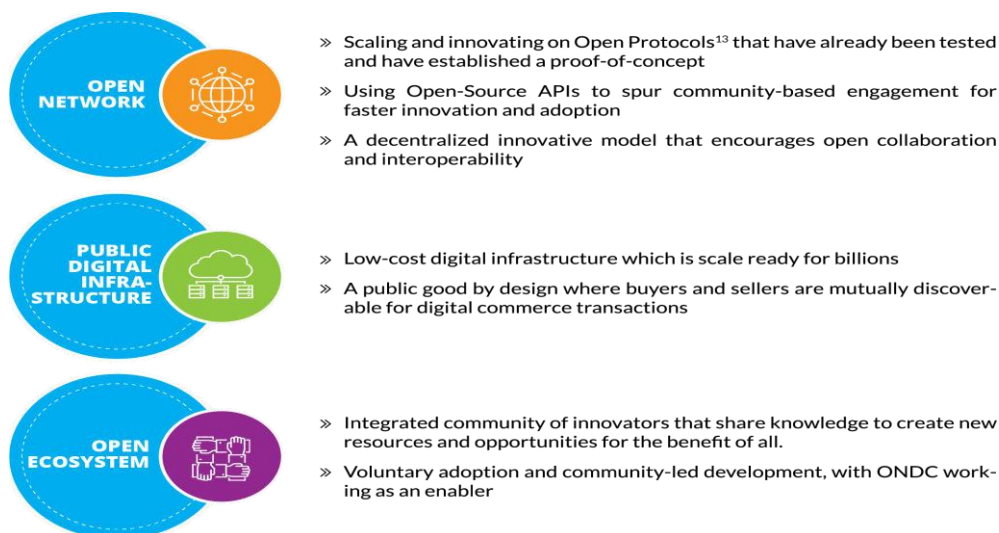 OPEN
NETWORK
» Scaling and innovating on Open Protocols¹³ that have already been tested
and have established a proof-of-concept
» Using Open-Source APIs to spur community-based engagement for
faster innovation and adoption
» A decentralized innovative model that encourages open collaboration
and interoperability
PUBLIC
DIGITAL
INFRA-
STRUCTURE
» Low-cost digital infrastructure which is scale ready for billions
» A public good by design where buyers and sellers are mutually discover-
able for digital commerce transactions
OPEN
ECOSYSTEM
» Integrated community of innovators that share knowledge to create new
resources and opportunities for the benefit of all.
» Voluntary adoption and community-led development, with ONDC work-
ing as an enabler